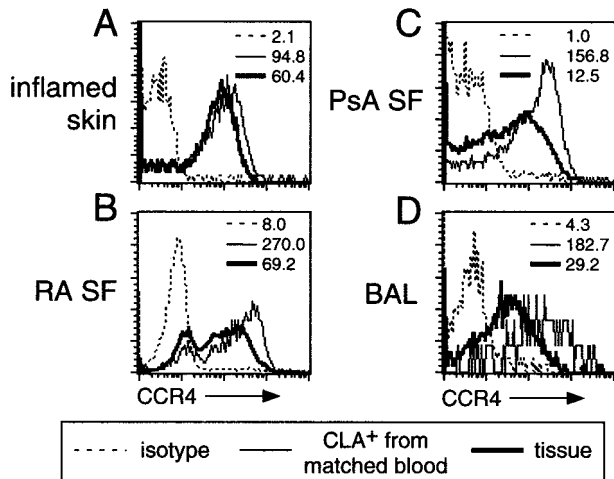 A
inflamed
skin
2.1
94.8
60.4
C
PsA SF
1.0
156.8
12.5
B
RA SF
8.0
270.0
69.2
CCR4
D
BAL
4.3
182.7
29.2
CCR4
isotype
CLA+ from
matched blood
tissue